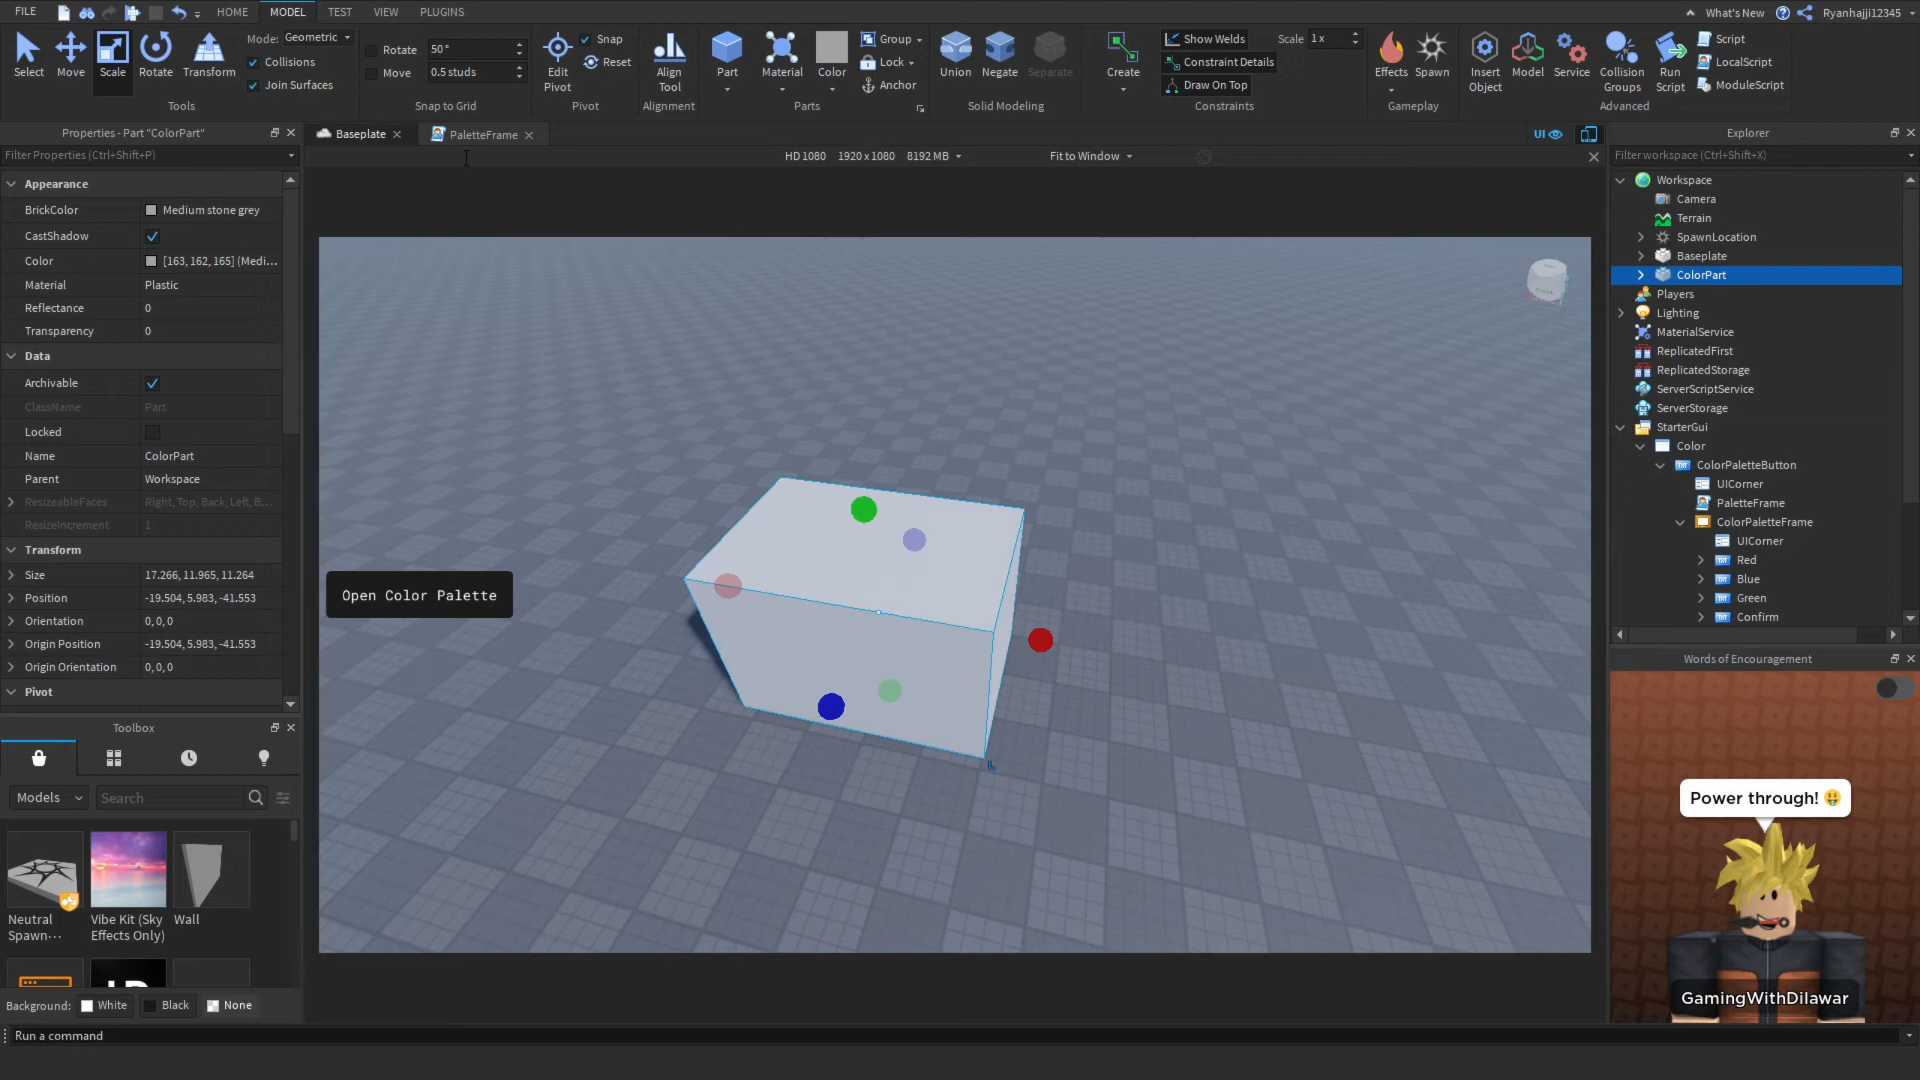 FILE
HOME
MODEL
TEST
VIEW
PLUGINS
What's New
Ryanhajji12345
Select
Move
Scale
Rotate
Transform
Mode: Geometric
Collisions
Join Surfaces
Tools
Rotate 50°
Move 0.5 studs
Snap to Grid
Edit
Pivot
Snap
Reset
Pivot
Align
Tool
Alignment
Part
Material
Color
Group
Lock
Anchor
Parts
Union
Negate
Separate
Solid Modeling
Create
Show Welds
Constraint Details
Draw On Top
Scale 1 x
Constraints
Effects
Spawn
Gameplay
Insert
Object
Model
Service
Collision
Groups
Run
Script
Script
LocalScript
ModuleScript
Advanced
Properties - Part "ColorPart"
Filter Properties (Ctrl+Shift+P)
Appearance
BrickColor Medium stone grey
CastShadow
Color [163, 162, 165] (Medi...
Material Plastic
Reflectance 0
Transparency 0
Data
Archivable
ClassName Part
Locked
Name ColorPart
Parent Workspace
ResizeableFaces Right, Top, Back, Left, B...
ResizeIncrement 1
Transform
Size 17.266, 11.965, 11.264
Position -19.504, 5.983, -41.553
Orientation 0, 0, 0
Origin Position -19.504, 5.983, -41.553
Origin Orientation 0, 0, 0
Pivot
Toolbox
Models
Search
Neutral
Spawn···
Vibe Kit (Sky
Effects Only)
Wall
Background: White Black None
Run a command
Baseplate
PaletteFrame
UI
HD 1080 1920 x 1080 8192 MB
Fit to Window
Open Color Palette
L
Explorer
Filter workspace (Ctrl+Shift+X)
Workspace
Camera
Terrain
SpawnLocation
Baseplate
ColorPart
Players
Lighting
MaterialService
ReplicatedFirst
ReplicatedStorage
ServerScriptService
ServerStorage
StarterGui
Color
ColorPaletteButton
UICorner
PaletteFrame
ColorPaletteFrame
UICorner
Red
Blue
Green
Confirm
Words of Encouragement
Power through! 🤑
GamingWithDilawar